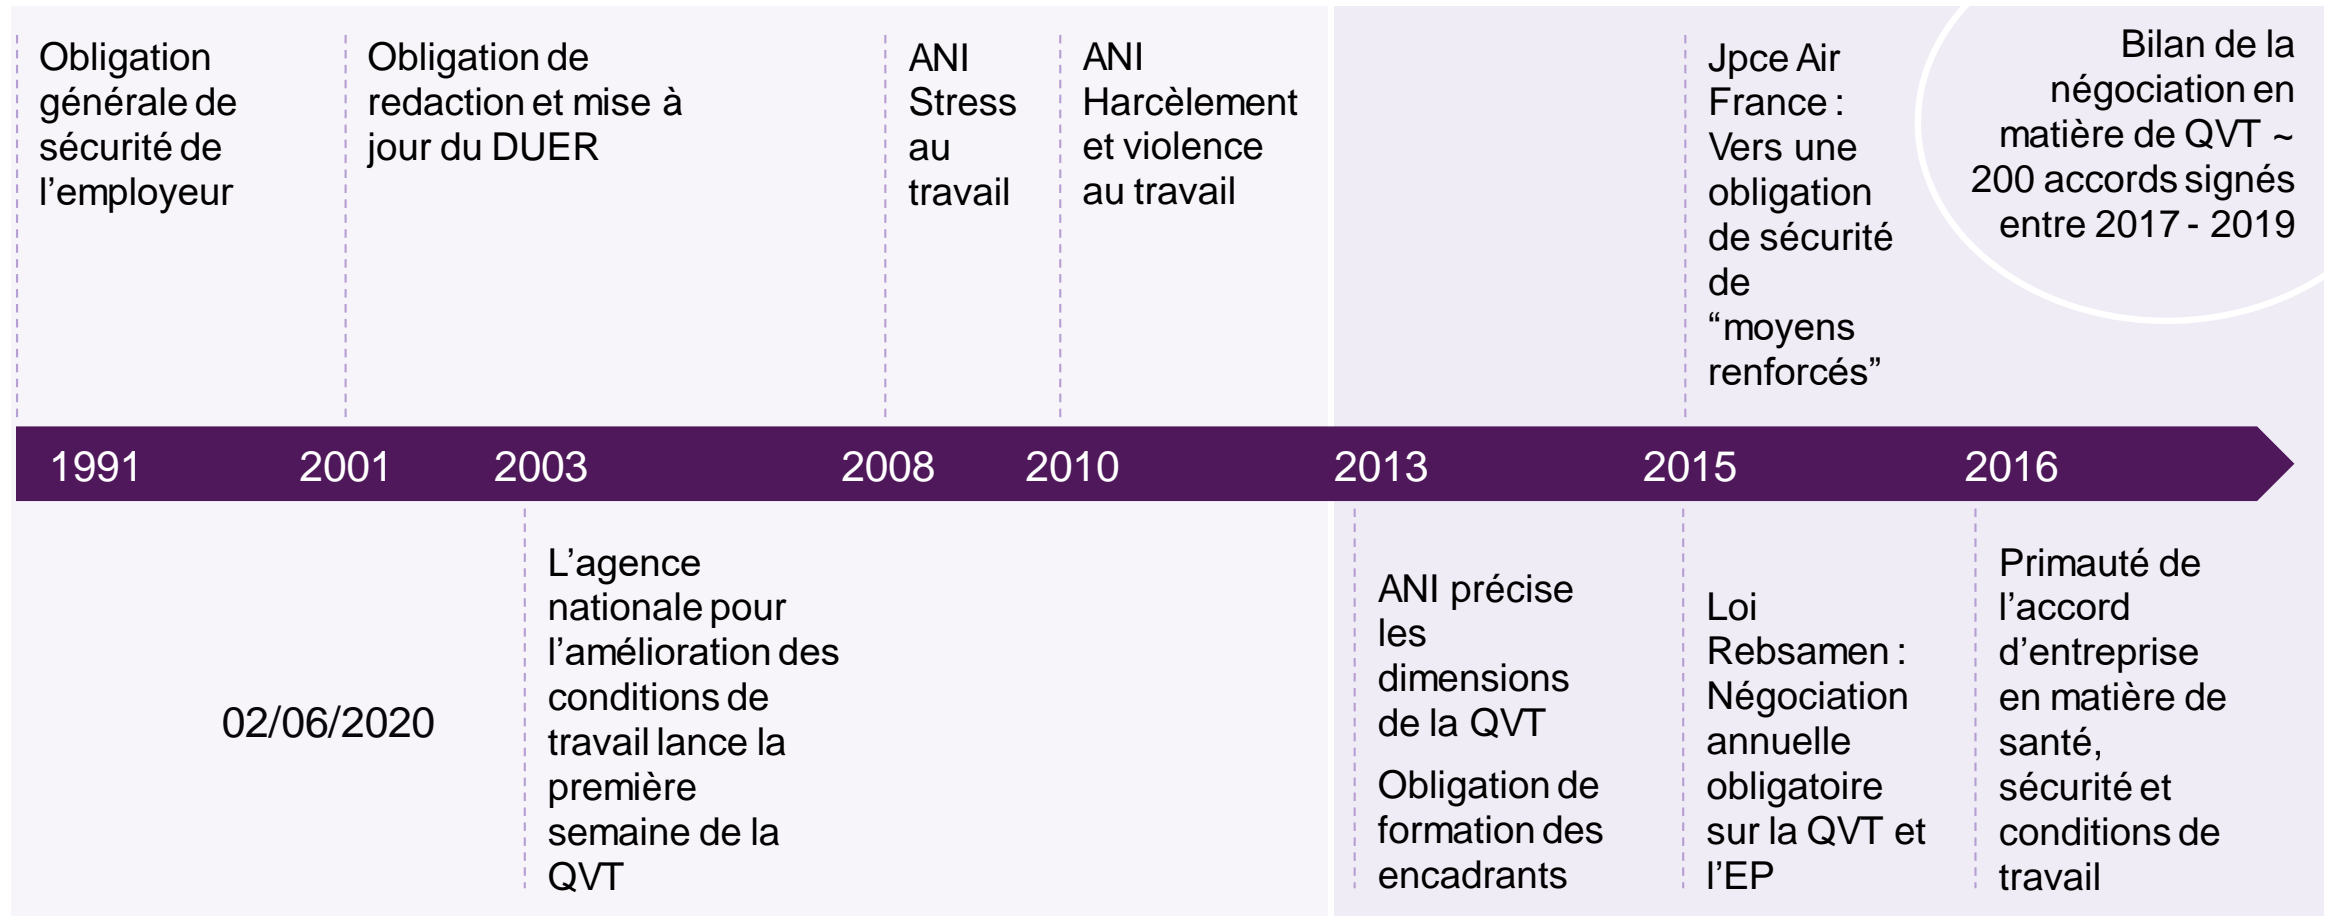 Obligation
générale de
sécurité de
l’employeur
Obligation de
redaction et mise à
jour du DUER
ANI
Stress
au
travail
ANI
Harcèlement
et violence
au travail
Jpce Air
France :
Vers une
obligation
de sécurité
de
“moyens
renforcés”
Bilan de la
négociation en
matière de QVT ~
200 accords signés
entre 2017 - 2019
1991 2001 2003 2008 2010 2013 2015 2016
02/06/2020
L’agence
nationale pour
l’amélioration des
conditions de
travail lance la
première
semaine de la
QVT
ANI précise
les
dimensions
de la QVT
Obligation de
formation des
encadrants
Loi
Rebsamen :
Négociation
annuelle
obligatoire
sur la QVT et
l’EP
Primauté de
l’accord
d’entreprise
en matière de
santé,
sécurité et
conditions de
travail